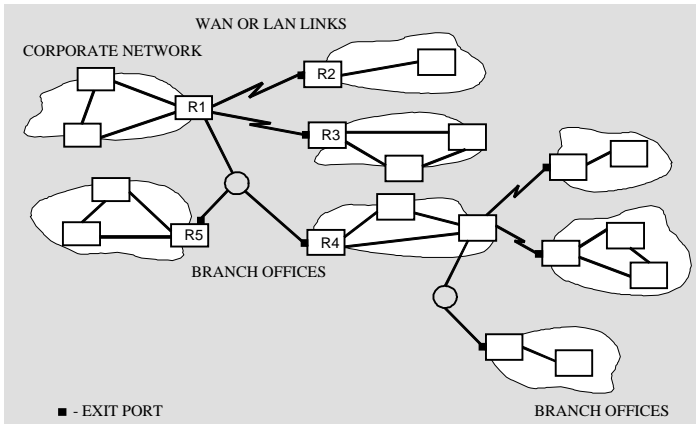 WAN OR LAN LINKS
CORPORATE NETWORK
R2
R1
R3
R5
R4
BRANCH OFFICES
■ - EXIT PORT
BRANCH OFFICES